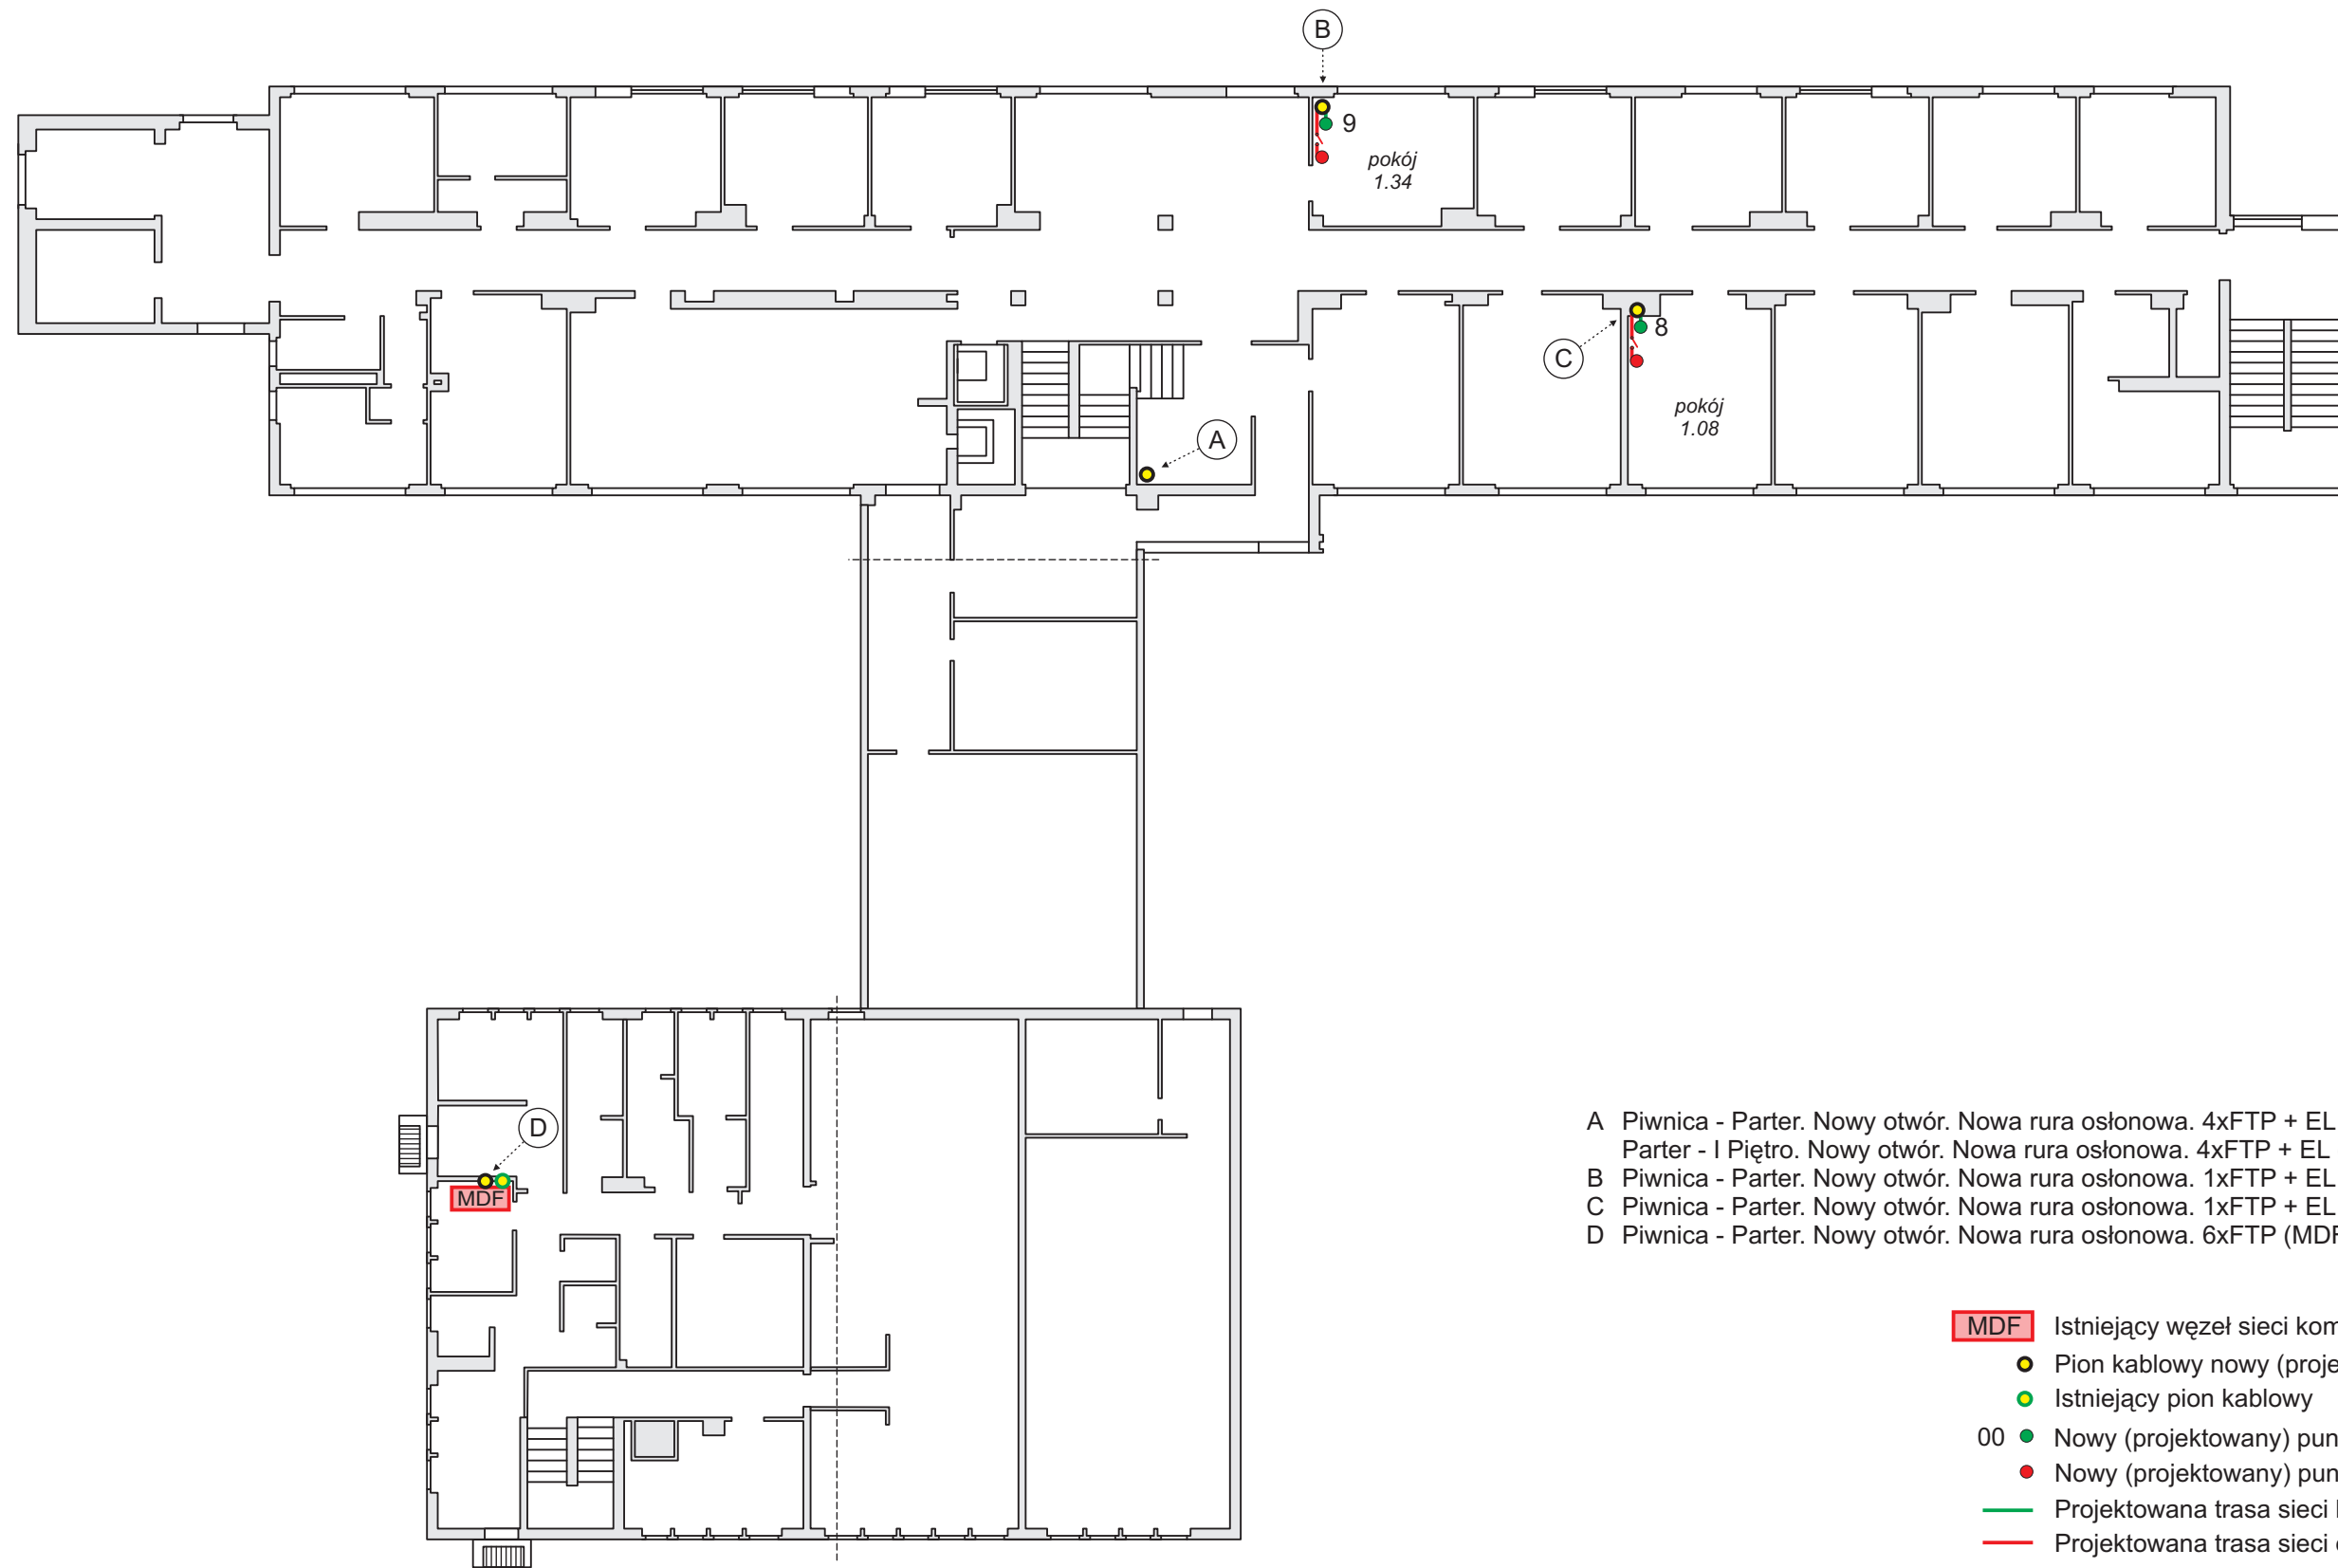 B
9
pokój
1.34
8
C
pokój
1.08
A
D
MDF
A Piwnica - Parter. Nowy otwór. Nowa rura osłonowa. 4xFTP + EL
Parter - I Piętro. Nowy otwór. Nowa rura osłonowa. 4xFTP + EL
B Piwnica - Parter. Nowy otwór. Nowa rura osłonowa. 1xFTP + EL
C Piwnica - Parter. Nowy otwór. Nowa rura osłonowa. 1xFTP + EL
D Piwnica - Parter. Nowy otwór. Nowa rura osłonowa. 6xFTP
MDF Istniejący węzeł sieci
Pion kablowy nowy
Istniejący pion kablowy
00 Nowy (projektowany)
Nowy (projektowany)
Projektowana trasa sieci
Projektowana trasa sieci